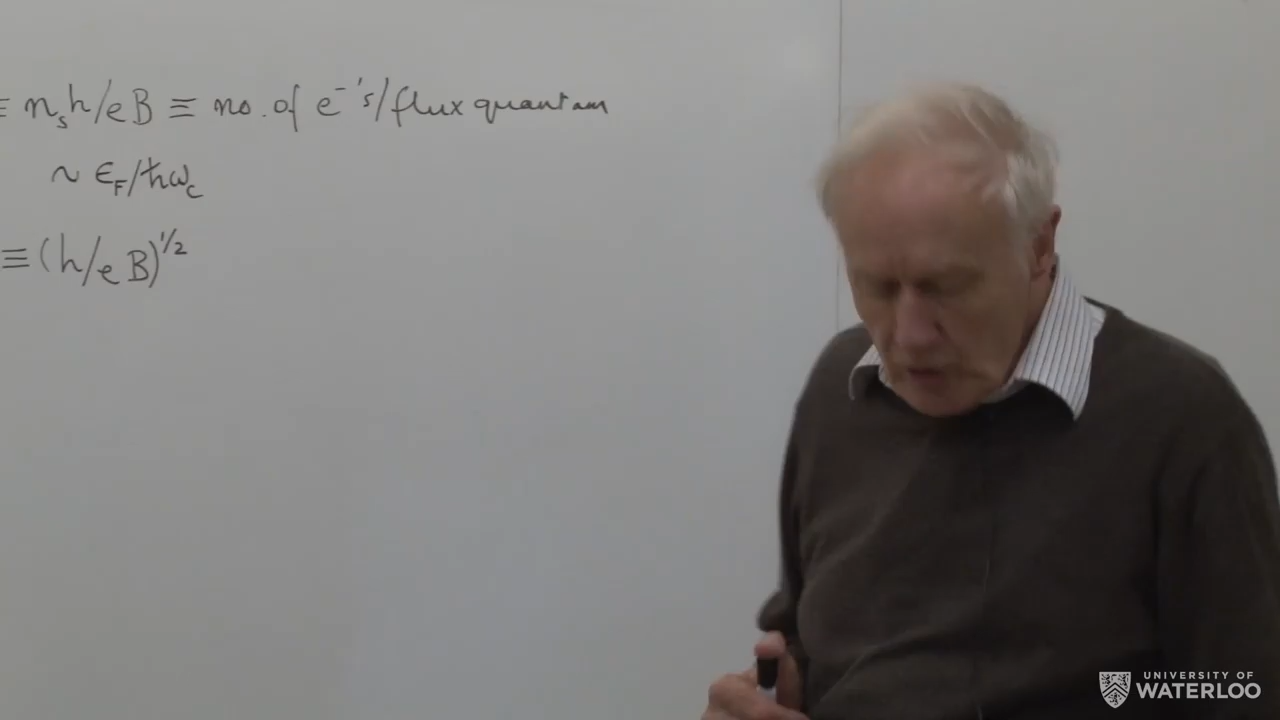 ≡ nₛh/eB ≡ no. of e⁻'s/flux quantum
~ ϵ_F/ħω_c
≡ (h/eB)^1/2
UNIVERSITY OF
WATERLOO